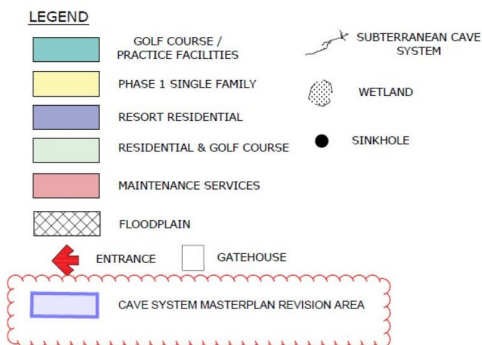 LEGEND
GOLF COURSE /
PRACTICE FACILITIES
PHASE 1 SINGLE FAMILY
RESORT RESIDENTIAL
RESIDENTIAL & GOLF COURSE
MAINTENANCE SERVICES
FLOODPLAIN
ENTRANCE
GATEHOUSE
CAVE SYSTEM MASTERPLAN REVISION AREA
SUBTERRANEAN CAVE
SYSTEM
WETLAND
SINKHOLE